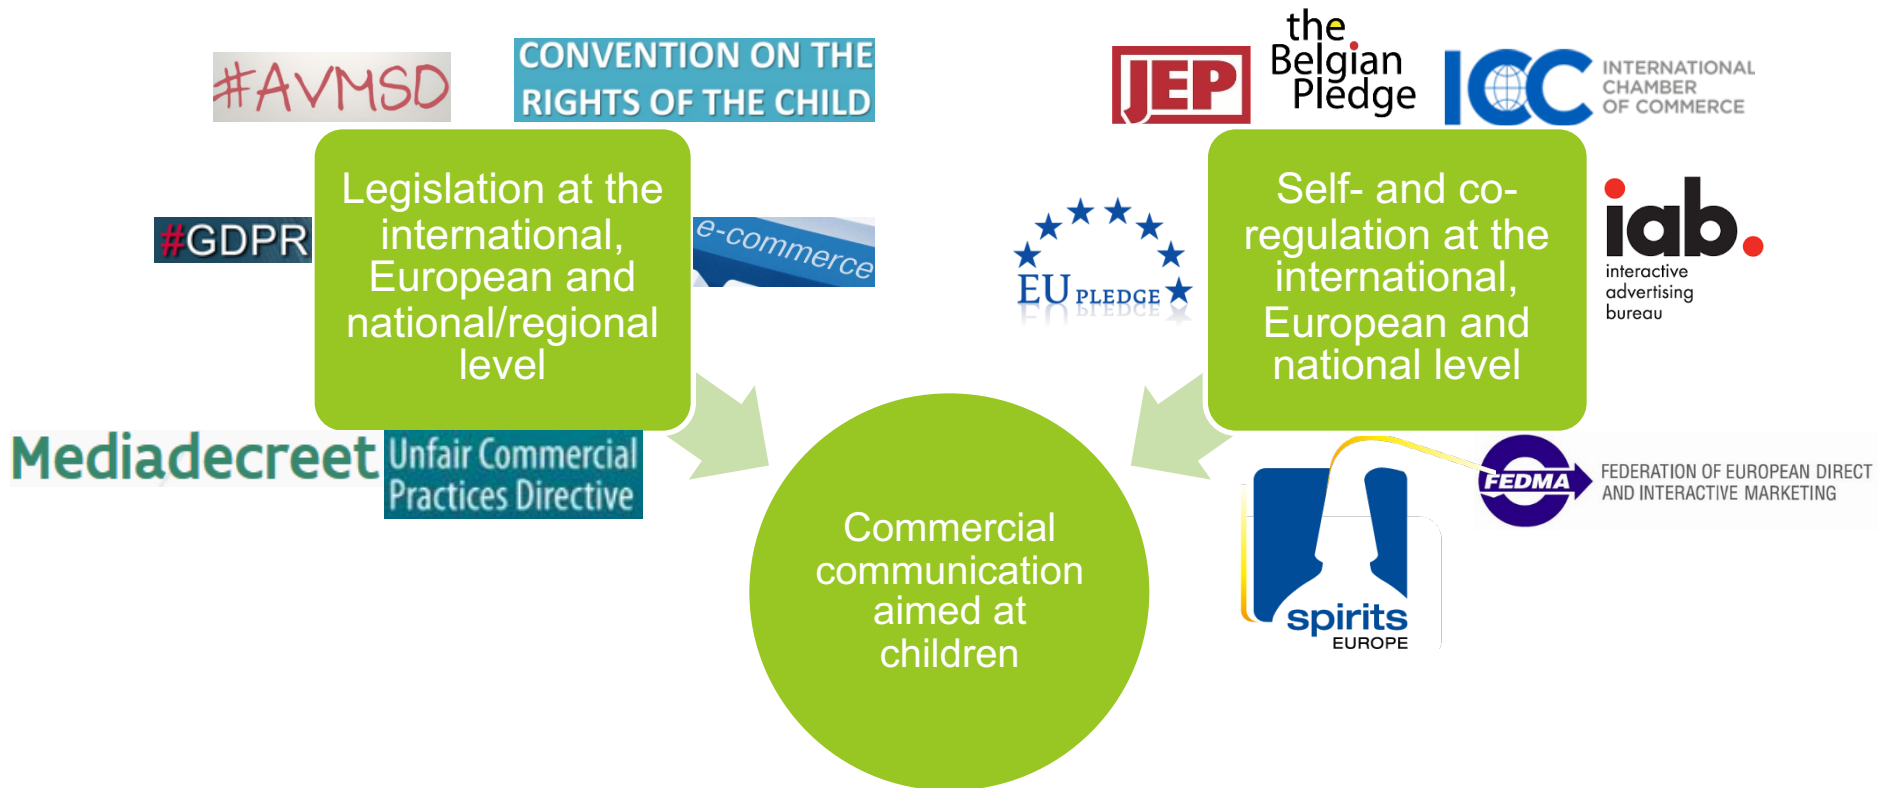 #AVMSD
CONVENTION ON THE
RIGHTS OF THE CHILD
#GDPR
Legislation at the
international,
European and
national/regional
level
e-commerce
Mediadecreet
Unfair Commercial
Practices Directive
JEP
the
Belgian
Pledge
ICC
INTERNATIONAL
CHAMBER
OF COMMERCE
EU PLEDGE
Self- and co-
regulation at the
international,
European and
national level
iab.
interactive
advertising
bureau
spirits
EUROPE
FEDMA
FEDERATION OF EUROPEAN DIRECT
AND INTERACTIVE MARKETING
Commercial
communication
aimed at
children